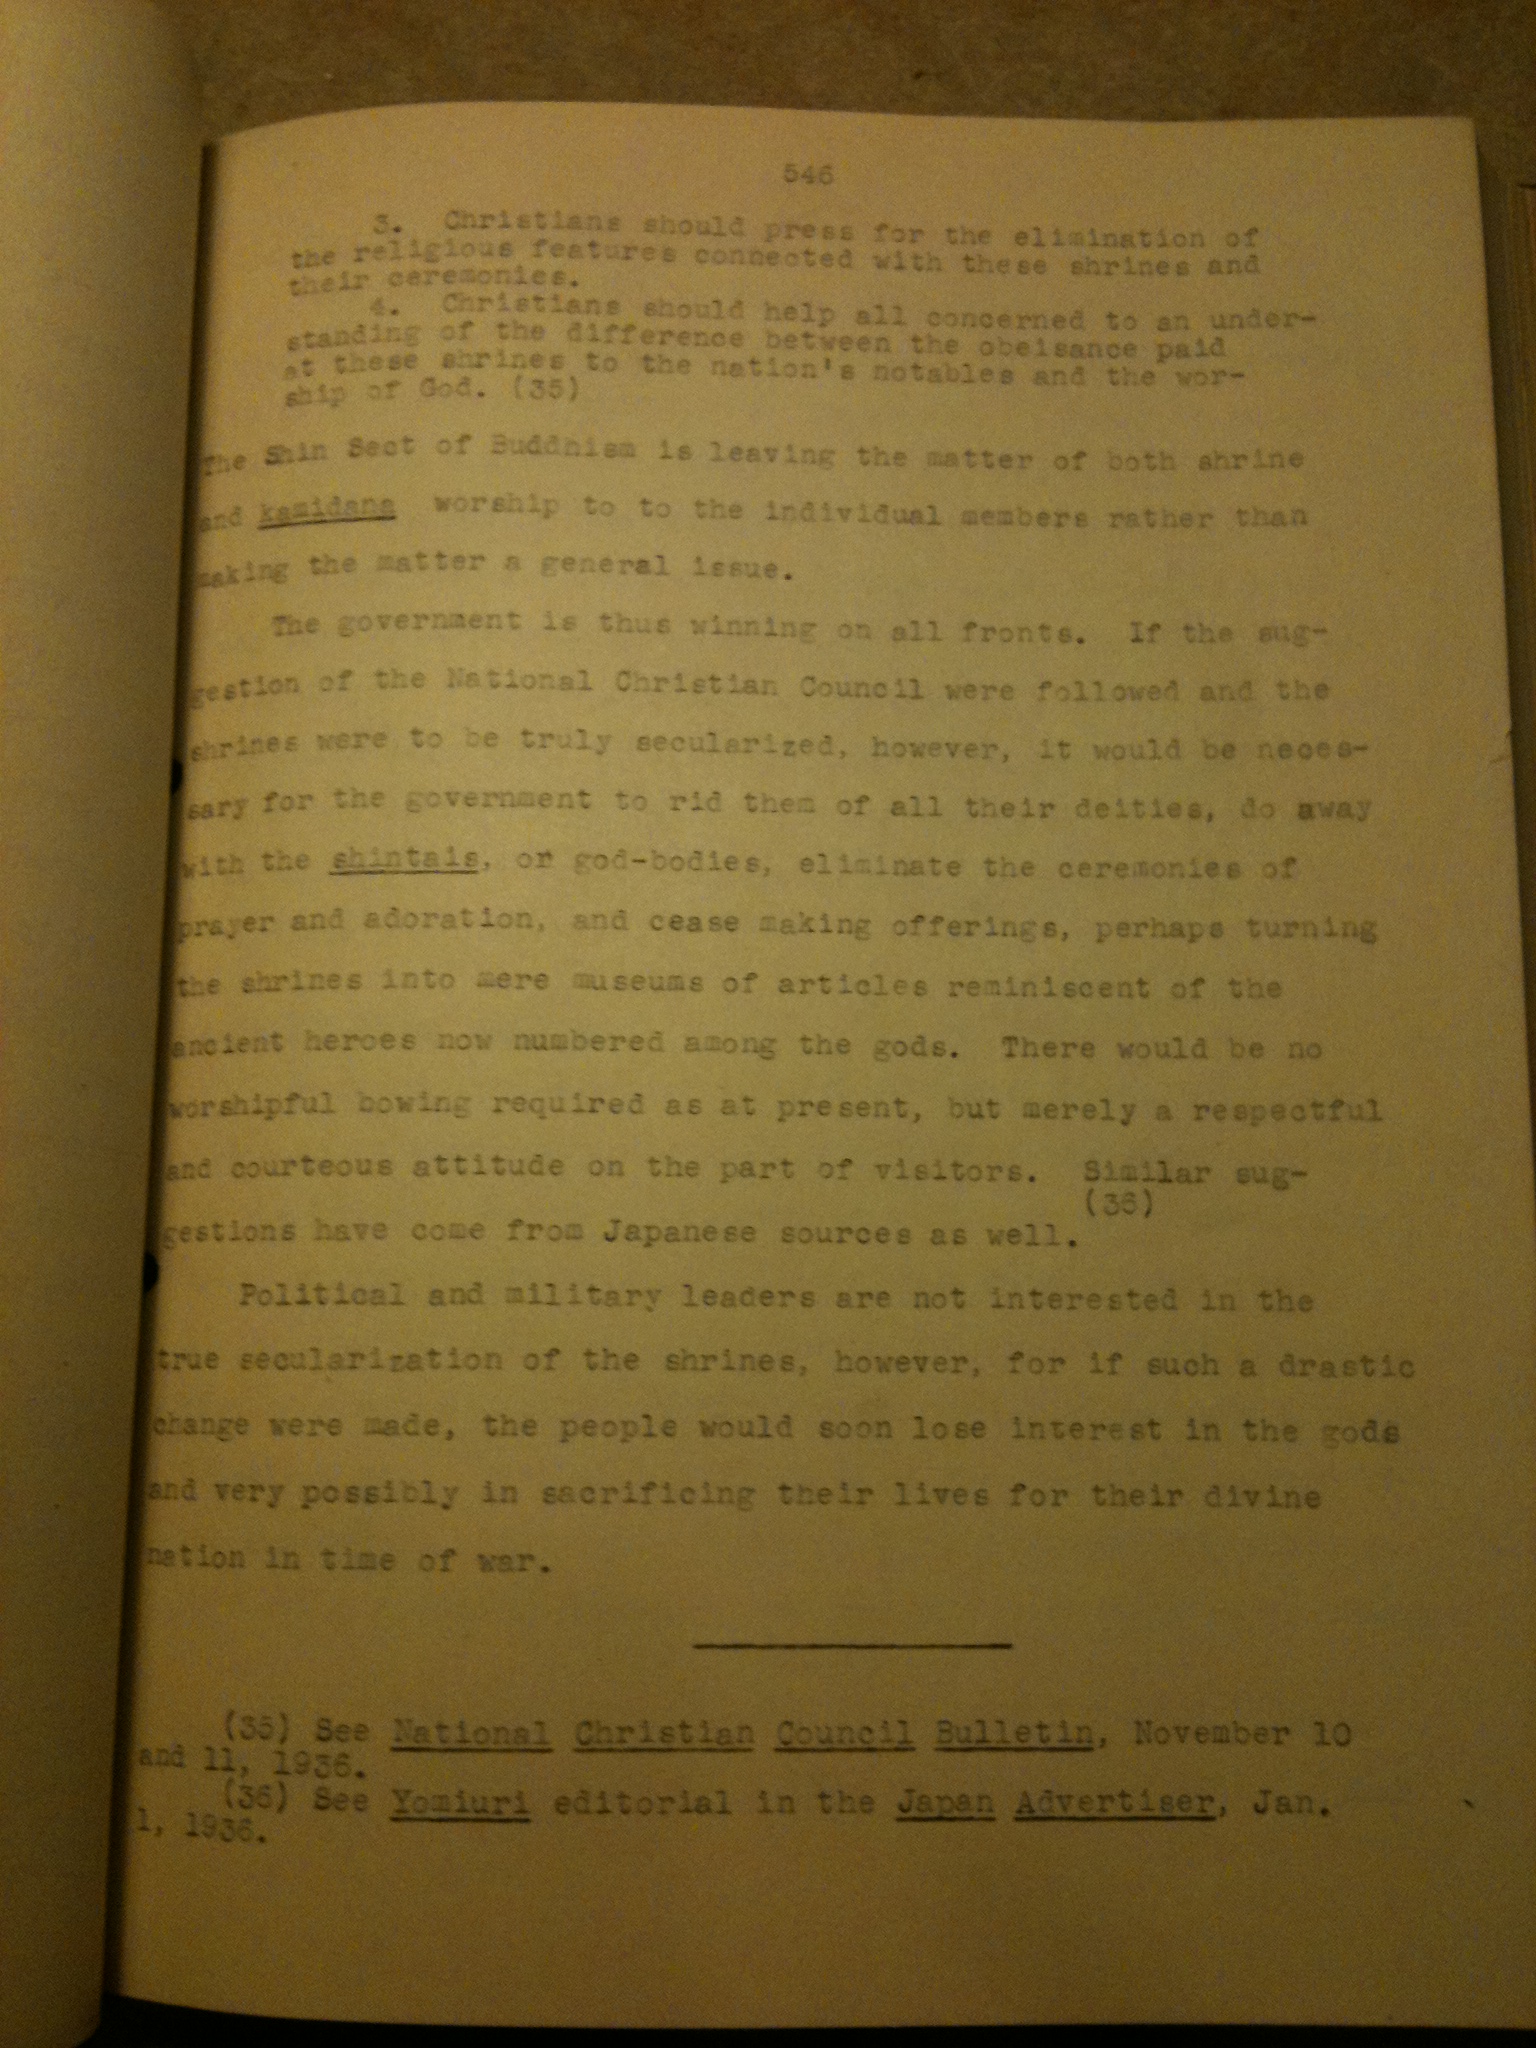 546
3. Christians should press for the elimination of
the religious features connected with these shrines and
their ceremonies.
4. Christians should help all concerned to an under-
standing of the difference between the obeisance paid
at these shrines to the nation's notables and the wor-
ship of God. (35)
The Shin Sect of Buddhism is leaving the matter of both shrine
and kamidana worship to to the individual members rather than
making the matter a general issue.
The government is thus winning on all fronts. If the sug-
gestion of the National Christian Council were followed and the
shrines were to be truly secularized, however, it would be neces-
sary for the government to rid them of all their deities, do away
with the shintais, or god-bodies, eliminate the ceremonies of
prayer and adoration, and cease making offerings, perhaps turning
the shrines into mere museums of articles reminiscent of the
ancient heroes now numbered among the gods. There would be no
worshipful bowing required as at present, but merely a respectful
and courteous attitude on the part of visitors. Similar sug-
(36)
gestions have come from Japanese sources as well.
Political and military leaders are not interested in the
true secularization of the shrines, however, for if such a drastic
change were made, the people would soon lose interest in the gods
and very possibly in sacrificing their lives for their divine
nation in time of war.
(35) See National Christian Council Bulletin, November 10
and 11, 1936.
(36) See Yomiuri editorial in the Japan Advertiser, Jan.
1, 1936.